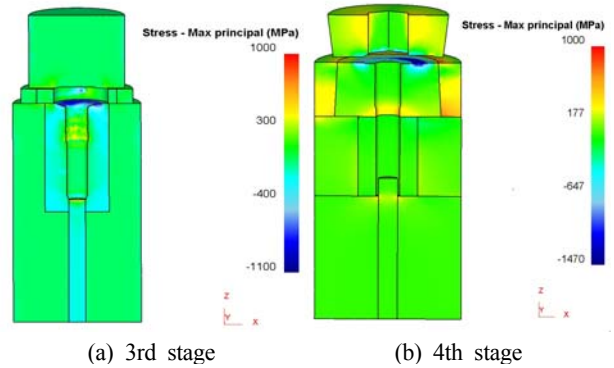 Stress - Max principal (MPa)
1000
300
-400
-1100
Z
Y
X
(a) 3rd stage
Stress - Max principal (MPa)
1000
177
-647
-1470
Z
Y
X
(b) 4th stage